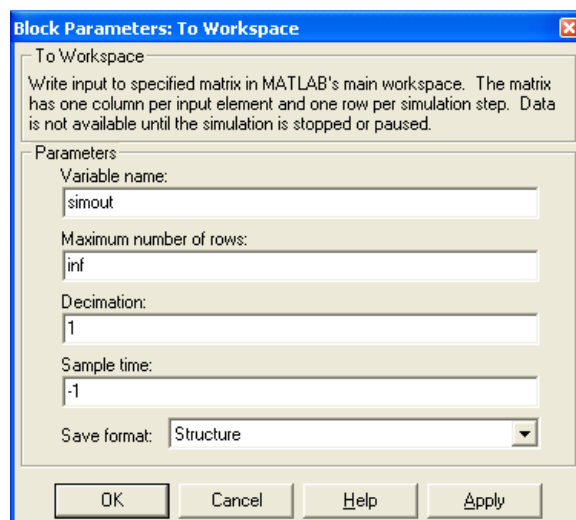 Block Parameters: To Workspace
To Workspace
Write input to specified matrix in MATLAB's main workspace. The matrix
has one column per input element and one row per simulation step. Data
is not available until the simulation is stopped or paused.
Parameters
Variable name:
simout
Maximum number of rows:
inf
Decimation:
1
Sample time:
-1
Save format: Structure
OK Cancel Help Apply